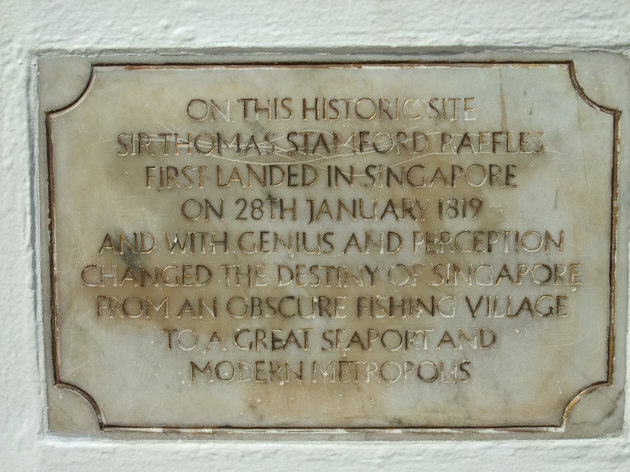 ON THIS HISTORIC SITE
SIR THOMAS STAMFORD RAFFLES
FIRST LANDED IN SINGAPORE
ON 28TH JANUARY 1819
AND WITH GENIUS AND PERCEPTION
CHANGED THE DESTINY OF SINGAPORE
FROM AN OBSCURE FISHING VILLAGE
TO A GREAT SEAPORT AND
MODERN METROPOLIS